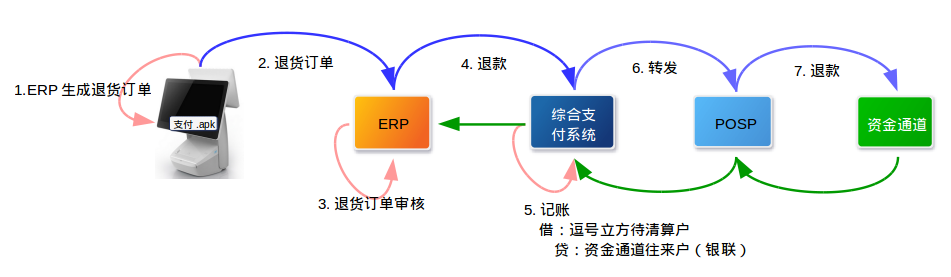 1.ERP 生成退货订单
支付 .apk
2. 退货订单
ERP
3. 退货订单审核
4. 退款
综合支
付系统
5. 记账
借：逗号立方待清算户
贷：资金通道往来户（银联）
6. 转发
POSP
7. 退款
资金通道